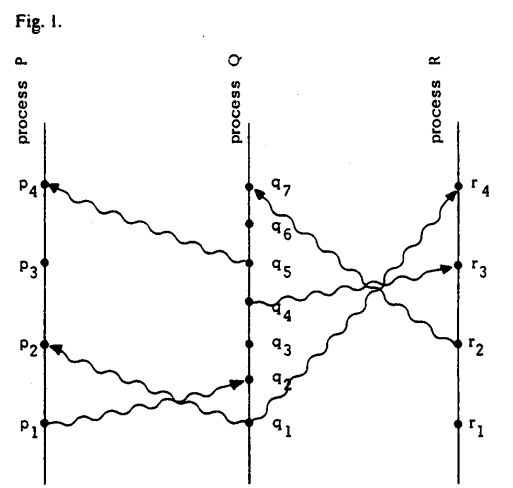 Fig. 1.
process P
process Q
process R
p4
q7
r4
q6
p3
q5
r3
q4
p2
q3
r2
q2
p1
q1
r1